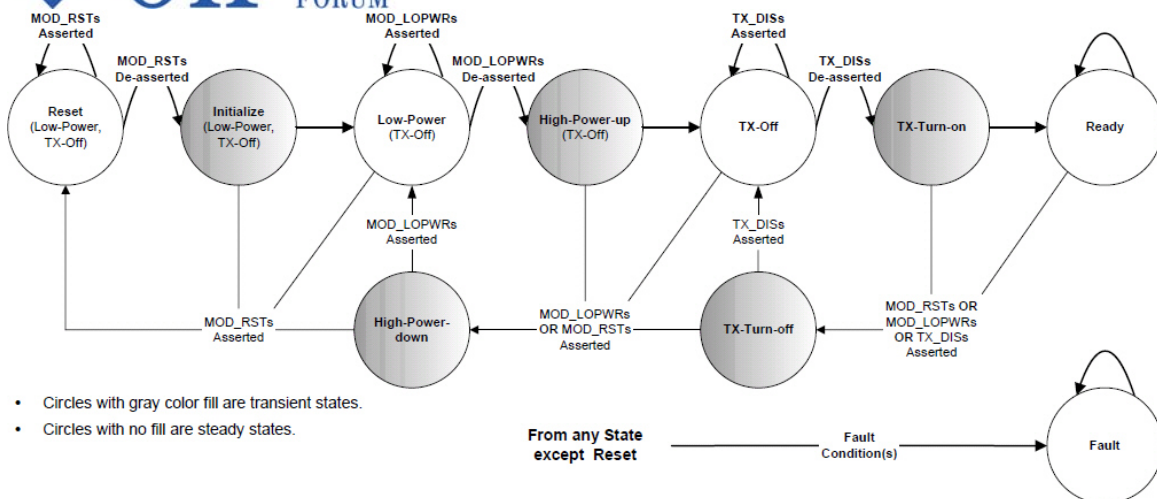 FORUM
MOD_RSTs
Asserted
MOD_RSTs
De-asserted
MOD_LOPWRs
Asserted
MOD_LOPWRs
De-asserted
TX_DISs
Asserted
TX_DISs
De-asserted
Reset
(Low-Power,
TX-Off)
Initialize
(Low-Power,
TX-Off)
Low-Power
(TX-Off)
High-Power-up
(TX-Off)
TX-Off
TX-Turn-on
Ready
MOD_LOPWRs
Asserted
TX_DISs
Asserted
MOD_RSTs
Asserted
High-Power-
down
MOD_LOPWRs
OR MOD_RSTs
Asserted
TX-Turn-off
MOD_RSTs OR
MOD_LOPWRs
OR TX_DISs
Asserted
• Circles with gray color fill are transient states.
• Circles with no fill are steady states.
From any State
except Reset
Fault
Condition(s)
Fault